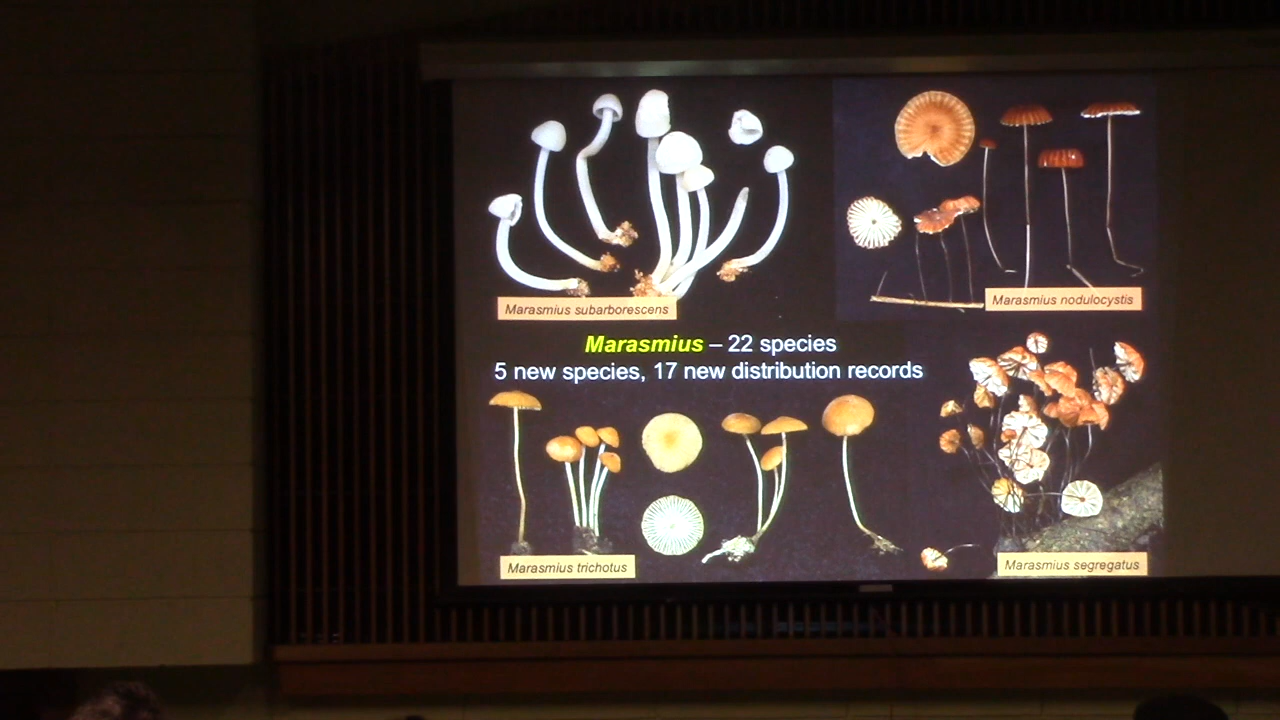 Marasmius subarborescens
Marasmius nodulocystis
Marasmius – 22 species
5 new species, 17 new distribution records
Marasmius trichotus
Marasmius segregatus